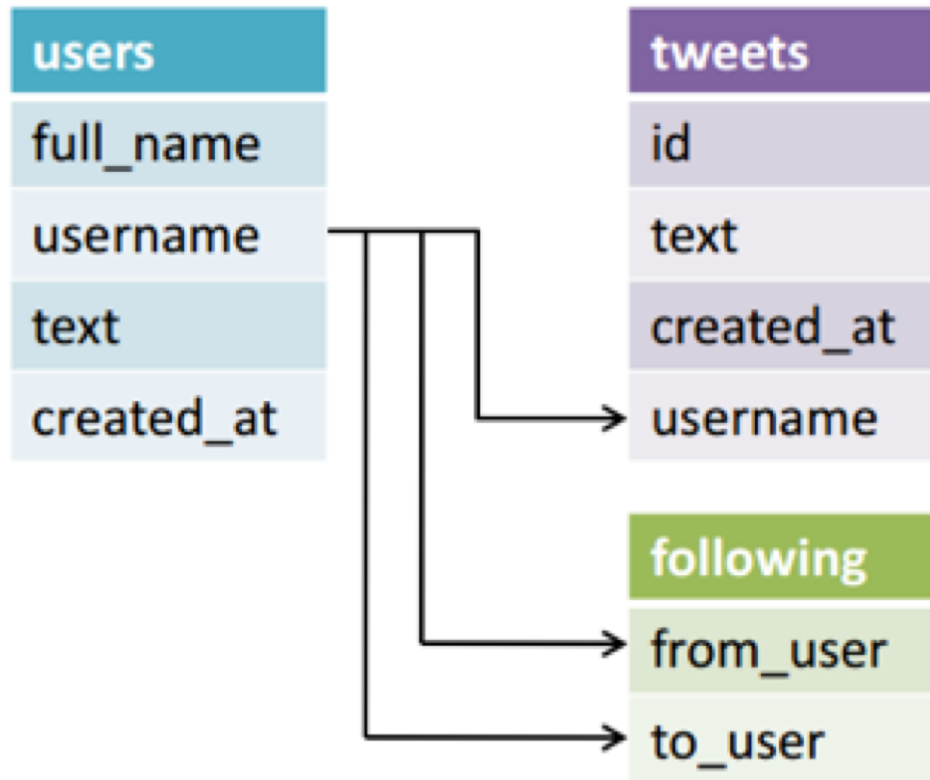 users
full_name
username
text
created_at
tweets
id
text
created_at
username
following
from_user
to_user